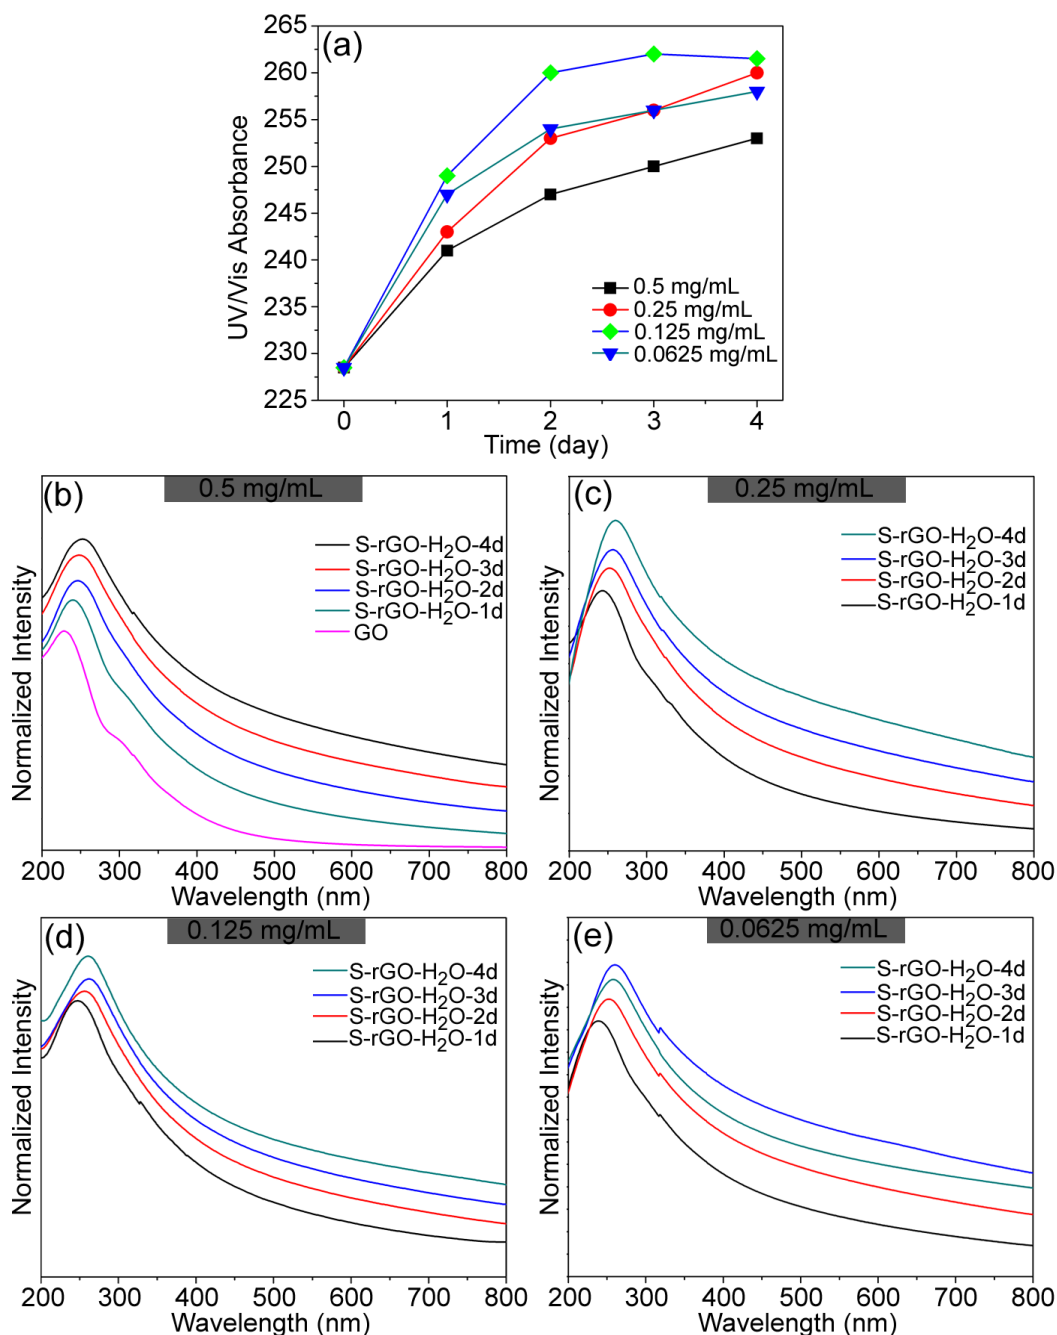 (a)
UV/Vis Absorbance
265
260
255
250
245
240
235
230
225
0.5 mg/mL
0.25 mg/mL
0.125 mg/mL
0.0625 mg/mL
0 1 2 3 4
Time (day)
(b)
0.5 mg/mL
S-rGO-H₂O-4d
S-rGO-H₂O-3d
S-rGO-H₂O-2d
S-rGO-H₂O-1d
GO
Normalized Intensity
200 300 400 500 600 700 800
Wavelength (nm)
(c)
0.25 mg/mL
S-rGO-H₂O-4d
S-rGO-H₂O-3d
S-rGO-H₂O-2d
S-rGO-H₂O-1d
Normalized Intensity
200 300 400 500 600 700 800
Wavelength (nm)
(d)
0.125 mg/mL
S-rGO-H₂O-4d
S-rGO-H₂O-3d
S-rGO-H₂O-2d
S-rGO-H₂O-1d
Normalized Intensity
200 300 400 500 600 700 800
Wavelength (nm)
(e)
0.0625 mg/mL
S-rGO-H₂O-4d
S-rGO-H₂O-3d
S-rGO-H₂O-2d
S-rGO-H₂O-1d
Normalized Intensity
200 300 400 500 600 700 800
Wavelength (nm)